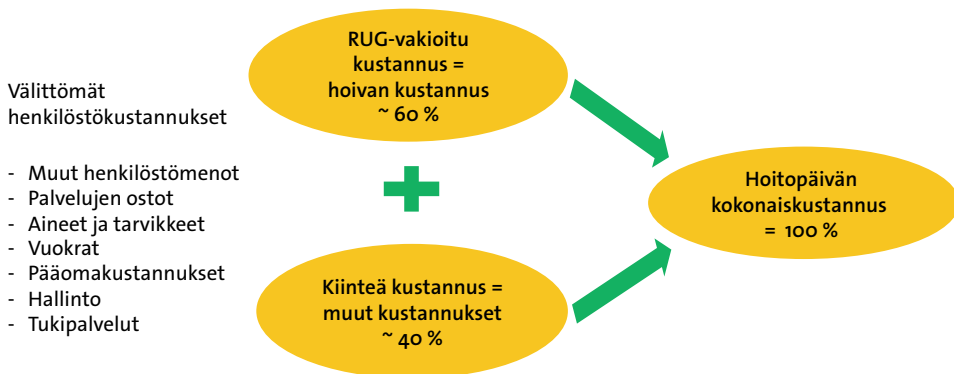 Välittömät
henkilöstökustannukset
- Muut henkilöstömenot
- Palvelujen ostot
- Aineet ja tarvikkeet
- Vuokrat
- Pääomakustannukset
- Hallinto
- Tukipalvelut
RUG-vakioitu
kustannus =
hoivan kustannus
~ 60 %
Kiinteä kustannus =
muut kustannukset
~ 40 %
Hoitopäivän
kokonaiskustannus
= 100 %